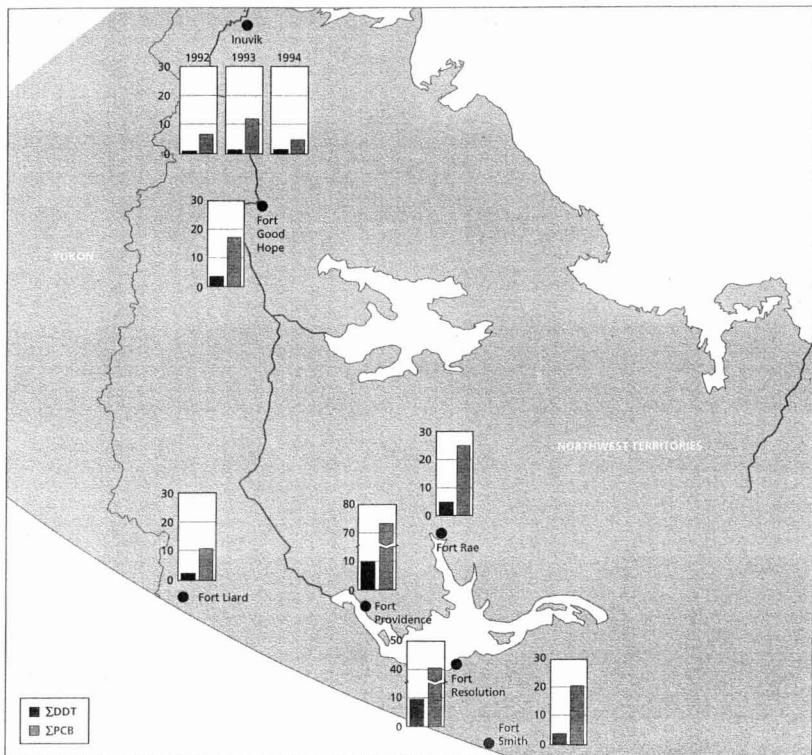 Inuvik
1992 1993 1994
30
20
10
0
30
20
10
0
Fort
Good
Hope
YUKON
NORTHWEST TERRITORIES
30
20
10
0
Fort Rae
30
20
10
0
Fort Liard
80
70
10
0
Fort
Providence
50
40
10
0
Fort
Resolution
30
20
10
0
Fort
Smith
ΣDDT
ΣPCB